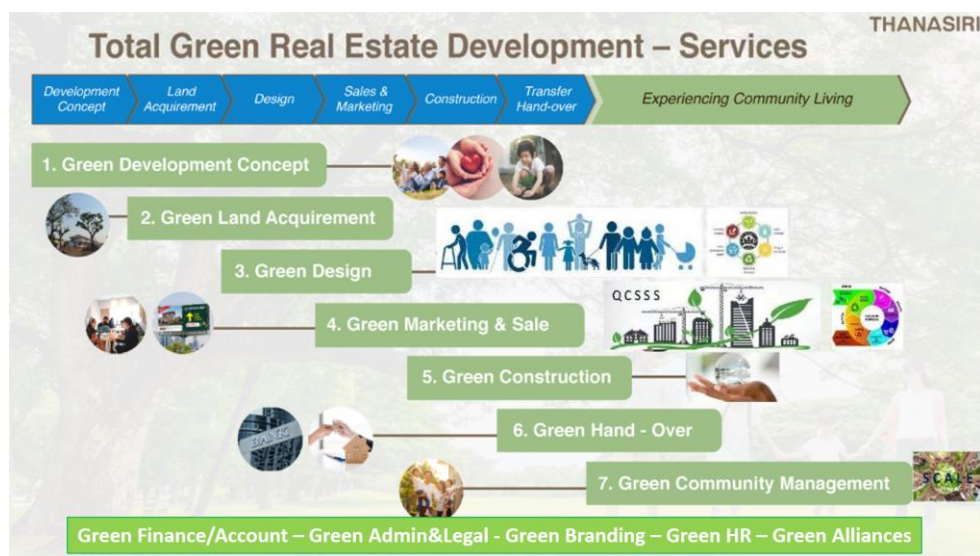 THANASIRI
Total Green Real Estate Development – Services
Development
Concept
Land
Acquirement
Design
Sales &
Marketing
Construction
Transfer
Hand-over
Experiencing Community Living
1. Green Development Concept
2. Green Land Acquirement
3. Green Design
QCSSS
4. Green Marketing & Sale
5. Green Construction
BANK
6. Green Hand - Over
7. Green Community Management
SCALE
Green Finance/Account – Green Admin&Legal - Green Branding – Green HR – Green Alliances